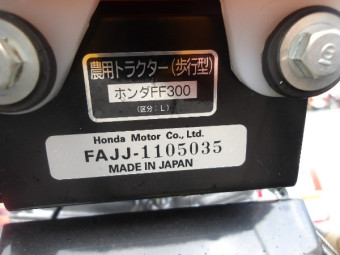 農用トラクター(歩行型)
ホンダFF300
(区分：L)
Honda Motor Co., Ltd.
FAJJ-1105035
MADE IN JAPAN